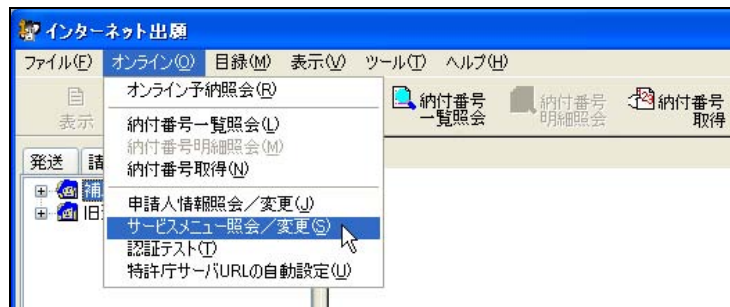 インターネット出願
ファイル(F) オンライン(O) 目録(M) 表示(V) ツール(T) ヘルプ(H)
表示
納付番号一覧照会
納付番号明細照会
納付番号取得
オンライン予納照会(R)
納付番号一覧照会(L)
納付番号明細照会(M)
納付番号取得(N)
申請人情報照会／変更(J)
サービスメニュー照会／変更(S)
認証テスト(T)
特許庁サーバURLの自動設定(U)
発送 請
補
旧